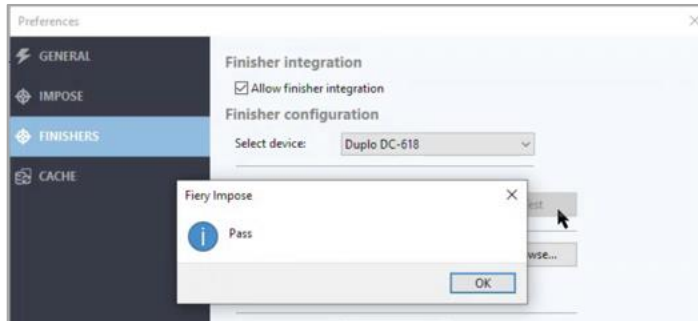 Preferences
GENERAL
IMPOSE
FINISHERS
CACHE
Finisher integration
Allow finisher integration
Finisher configuration
Select device: Duplo DC-618
Fiery Impose
Pass
OK